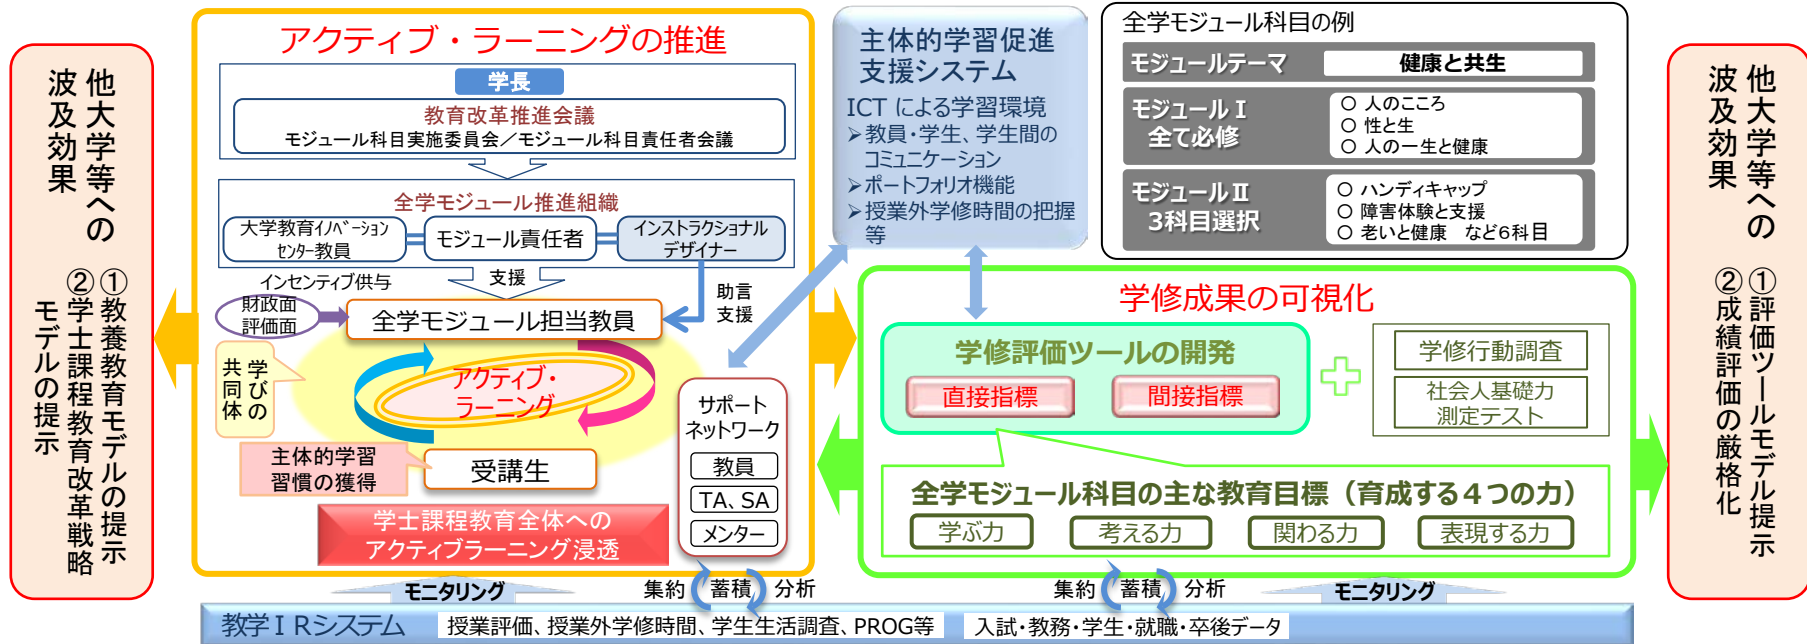 他大学等への
波及効果
①教養教育モデルの提示
②学士課程教育改革戦略
モデルの提示
アクティブ・ラーニングの推進
学長
教育改革推進会議
モジュール科目実施委員会／モジュール科目責任者会議
全学モジュール推進組織
大学教育イノベーション
センター教員
モジュール責任者
インストラクショナル
デザイナー
インセンティブ供与
支援
財政面
評価面
全学モジュール担当教員
助言
支援
学びの
共同体
アクティブ・
ラーニング
主体的学習
習慣の獲得
受講生
学士課程教育全体への
アクティブラーニング浸透
サポート
ネットワーク
教員
TA、SA
メンター
主体的学習促進
支援システム
ICT による学習環境
➢教員・学生、学生間の
コミュニケーション
➢ポートフォリオ機能
➢授業外学修時間の把握
等
全学モジュール科目の例
モジュールテーマ
健康と共生
モジュールⅠ
全て必修
○ 人のこころ
○ 性と生
○ 人の一生と健康
モジュールⅡ
3科目選択
○ ハンディキャップ
○ 障害体験と支援
○ 老いと健康　など6科目
学修成果の可視化
学修評価ツールの開発
直接指標
間接指標
学修行動調査
社会人基礎力
測定テスト
全学モジュール科目の主な教育目標（育成する４つの力）
学ぶ力
考える力
関わる力
表現する力
他大学等への
波及効果
①評価ツールモデル提示
②成績評価の厳格化
モニタリング
集約
蓄積
分析
集約
蓄積
分析
モニタリング
教学ＩＲシステム
授業評価、授業外学修時間、学生生活調査、PROG等
入試・教務・学生・就職・卒後データ